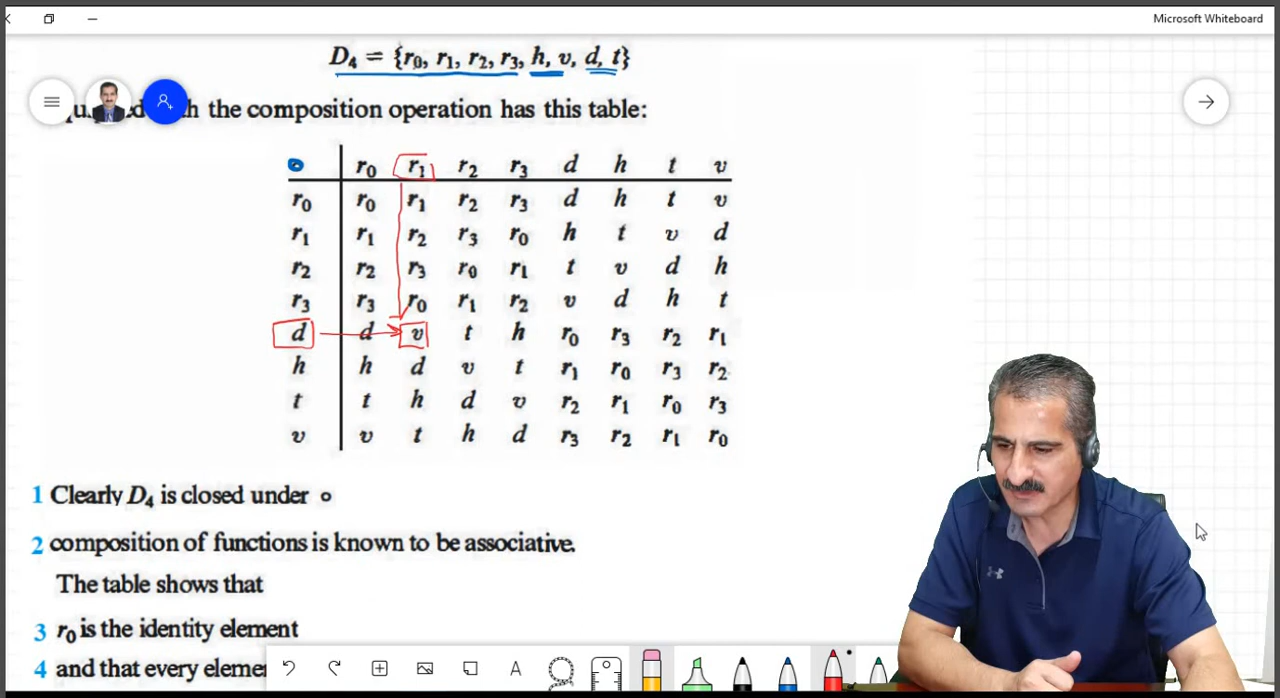 Microsoft Whiteboard
D₄ = {r₀, r₁, r₂, r₃, h, v, d, t}
the composition operation has this table:
∘ r₀ r₁ r₂ r₃ d h t v
r₀ r₀ r₁ r₂ r₃ d h t v
r₁ r₁ r₂ r₃ r₀ h t v d
r₂ r₂ r₃ r₀ r₁ t v d h
r₃ r₃ r₀ r₁ r₂ v d h t
d d v t h r₀ r₃ r₂ r₁
h h d v t r₁ r₀ r₃ r₂
t t h d v r₂ r₁ r₀ r₃
v v t h d r₃ r₂ r₁ r₀
1 Clearly D₄ is closed under ∘
2 composition of functions is known to be associative.
The table shows that
3 r₀ is the identity element
4 and that every
A